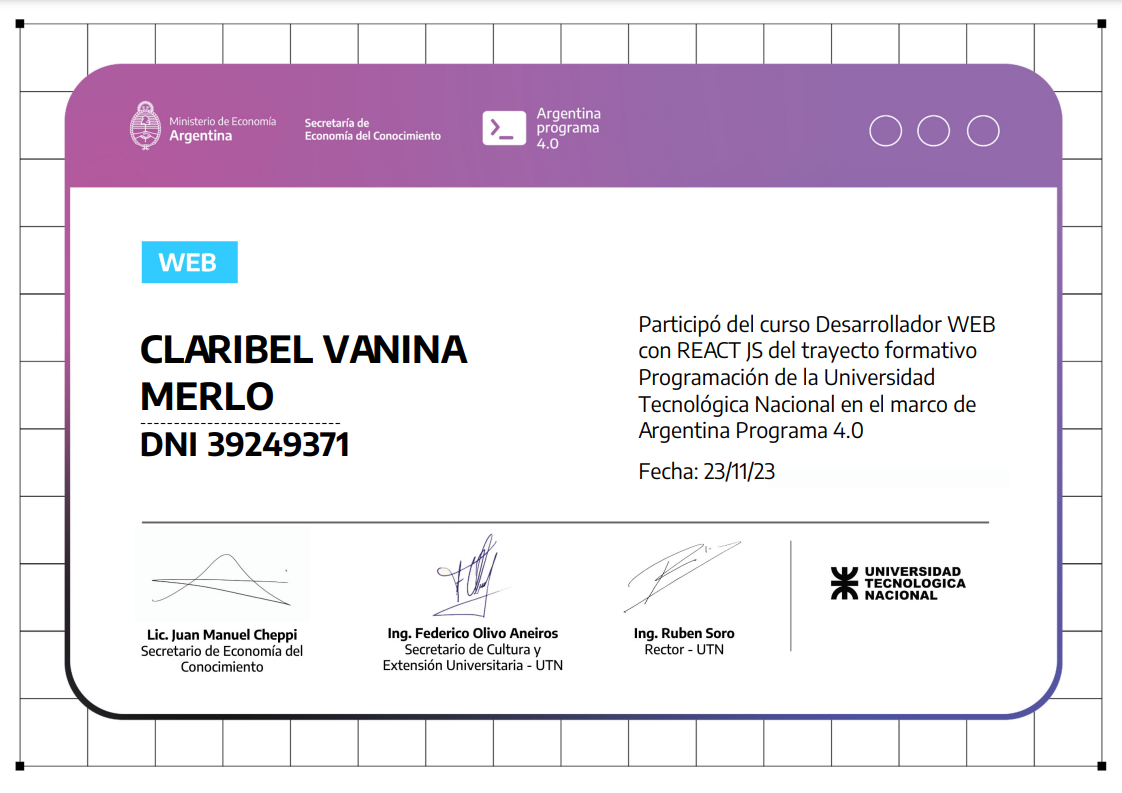 Ministerio de Economía
Argentina
Secretaría de
Economía del Conocimiento
Argentina
programa
4.0
WEB
CLARIBEL VANINA
MERLO
DNI 39249371
Participó del curso Desarrollador WEB
con REACT JS del trayecto formativo
Programación de la Universidad
Tecnológica Nacional en el marco de
Argentina Programa 4.0
Fecha: 23/11/23
Lic. Juan Manuel Cheppi
Secretario de Economía del
Conocimiento
Ing. Federico Olivo Aneiros
Secretario de Cultura y
Extensión Universitaria - UTN
Ing. Ruben Soro
Rector - UTN
UNIVERSIDAD
TECNOLOGICA
NACIONAL